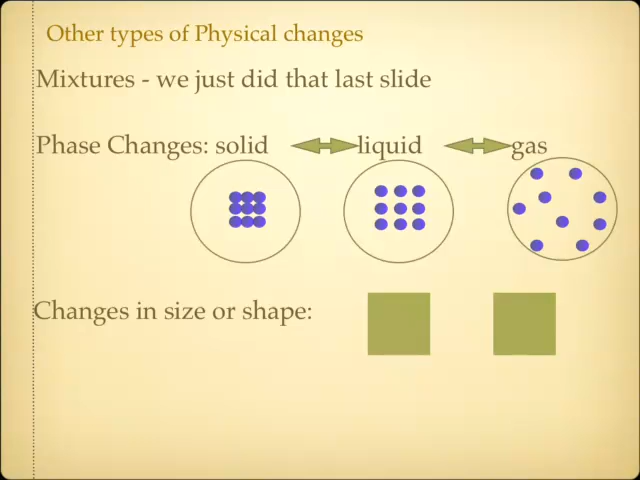 Other types of Physical changes
Mixtures - we just did that last slide
Phase Changes: solid liquid gas
Changes in size or shape: